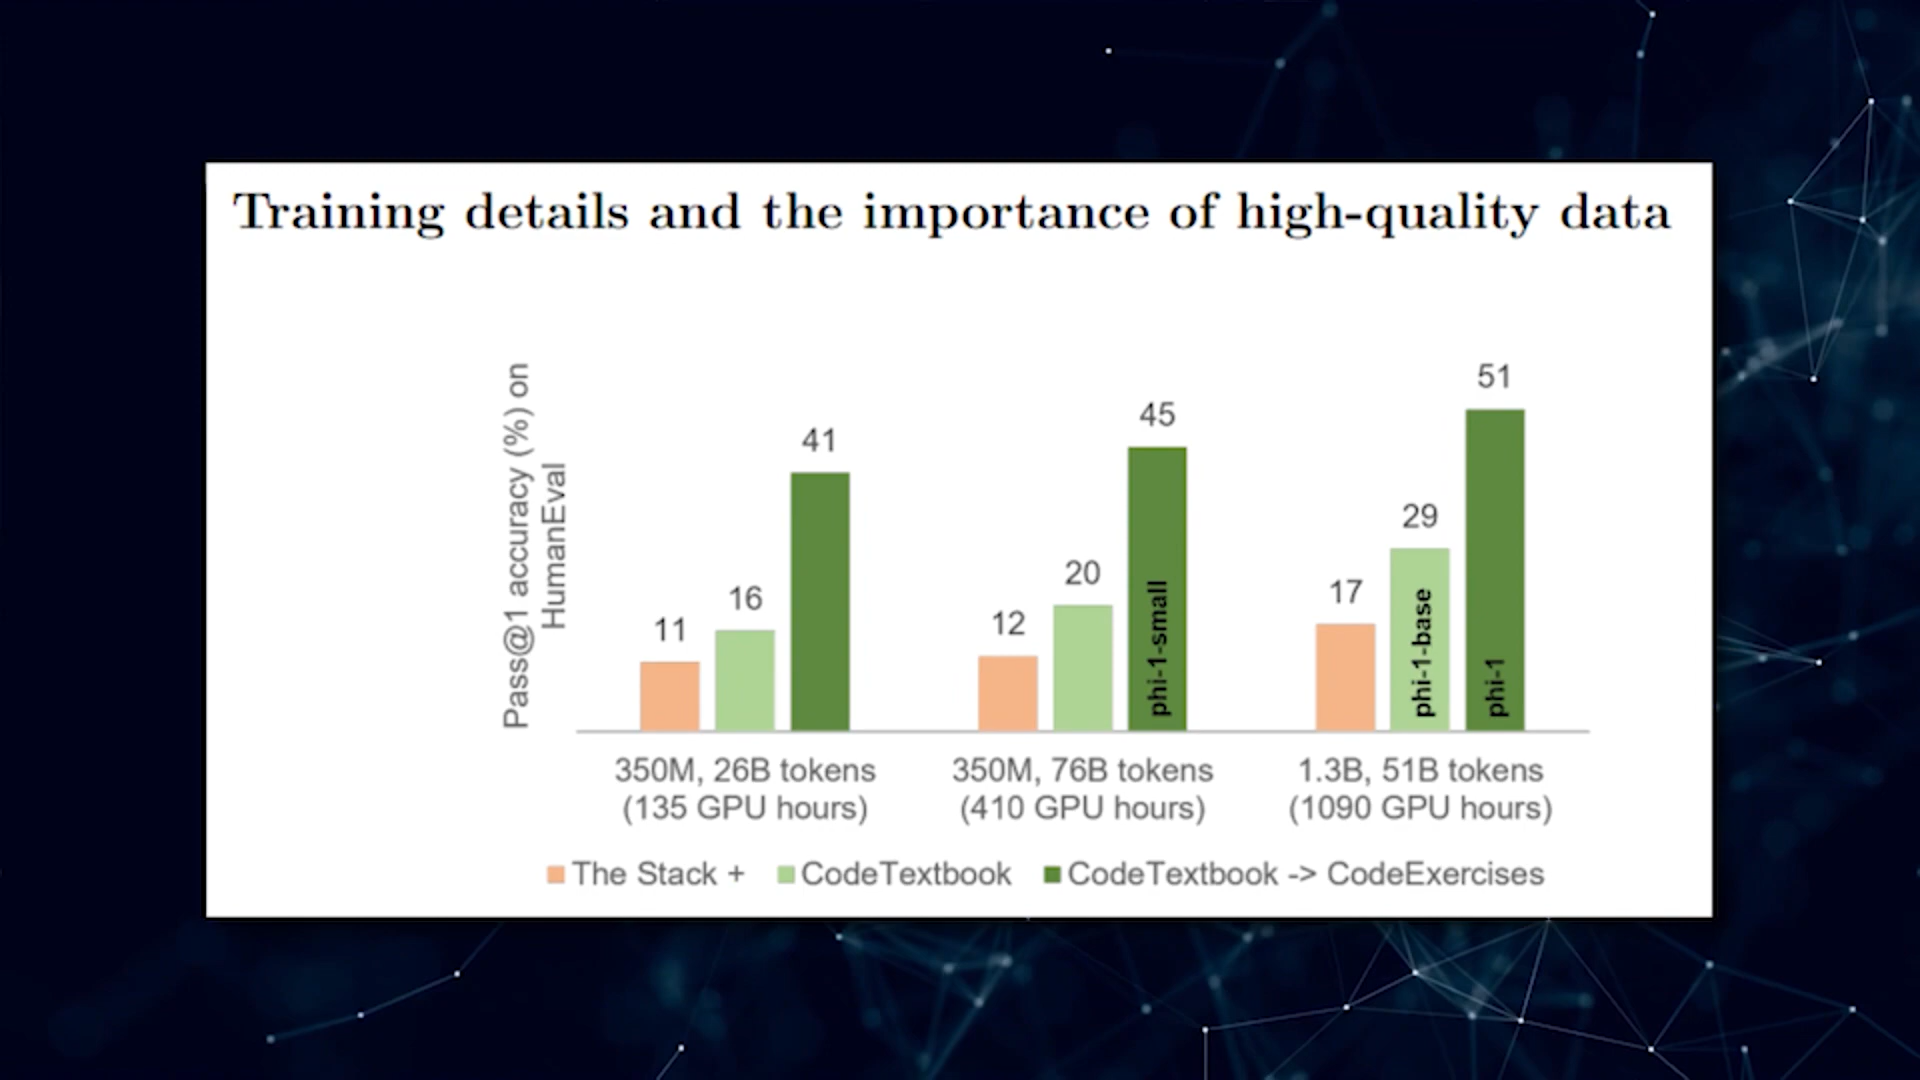 Training details and the importance of high-quality data
Pass@1 accuracy (%) on
HumanEval
11
16
41
12
20
45
17
29
51
phi-1-small
phi-1-base
phi-1
350M, 26B tokens
(135 GPU hours)
350M, 76B tokens
(410 GPU hours)
1.3B, 51B tokens
(1090 GPU hours)
The Stack +
CodeTextbook
CodeTextbook -> CodeExercises